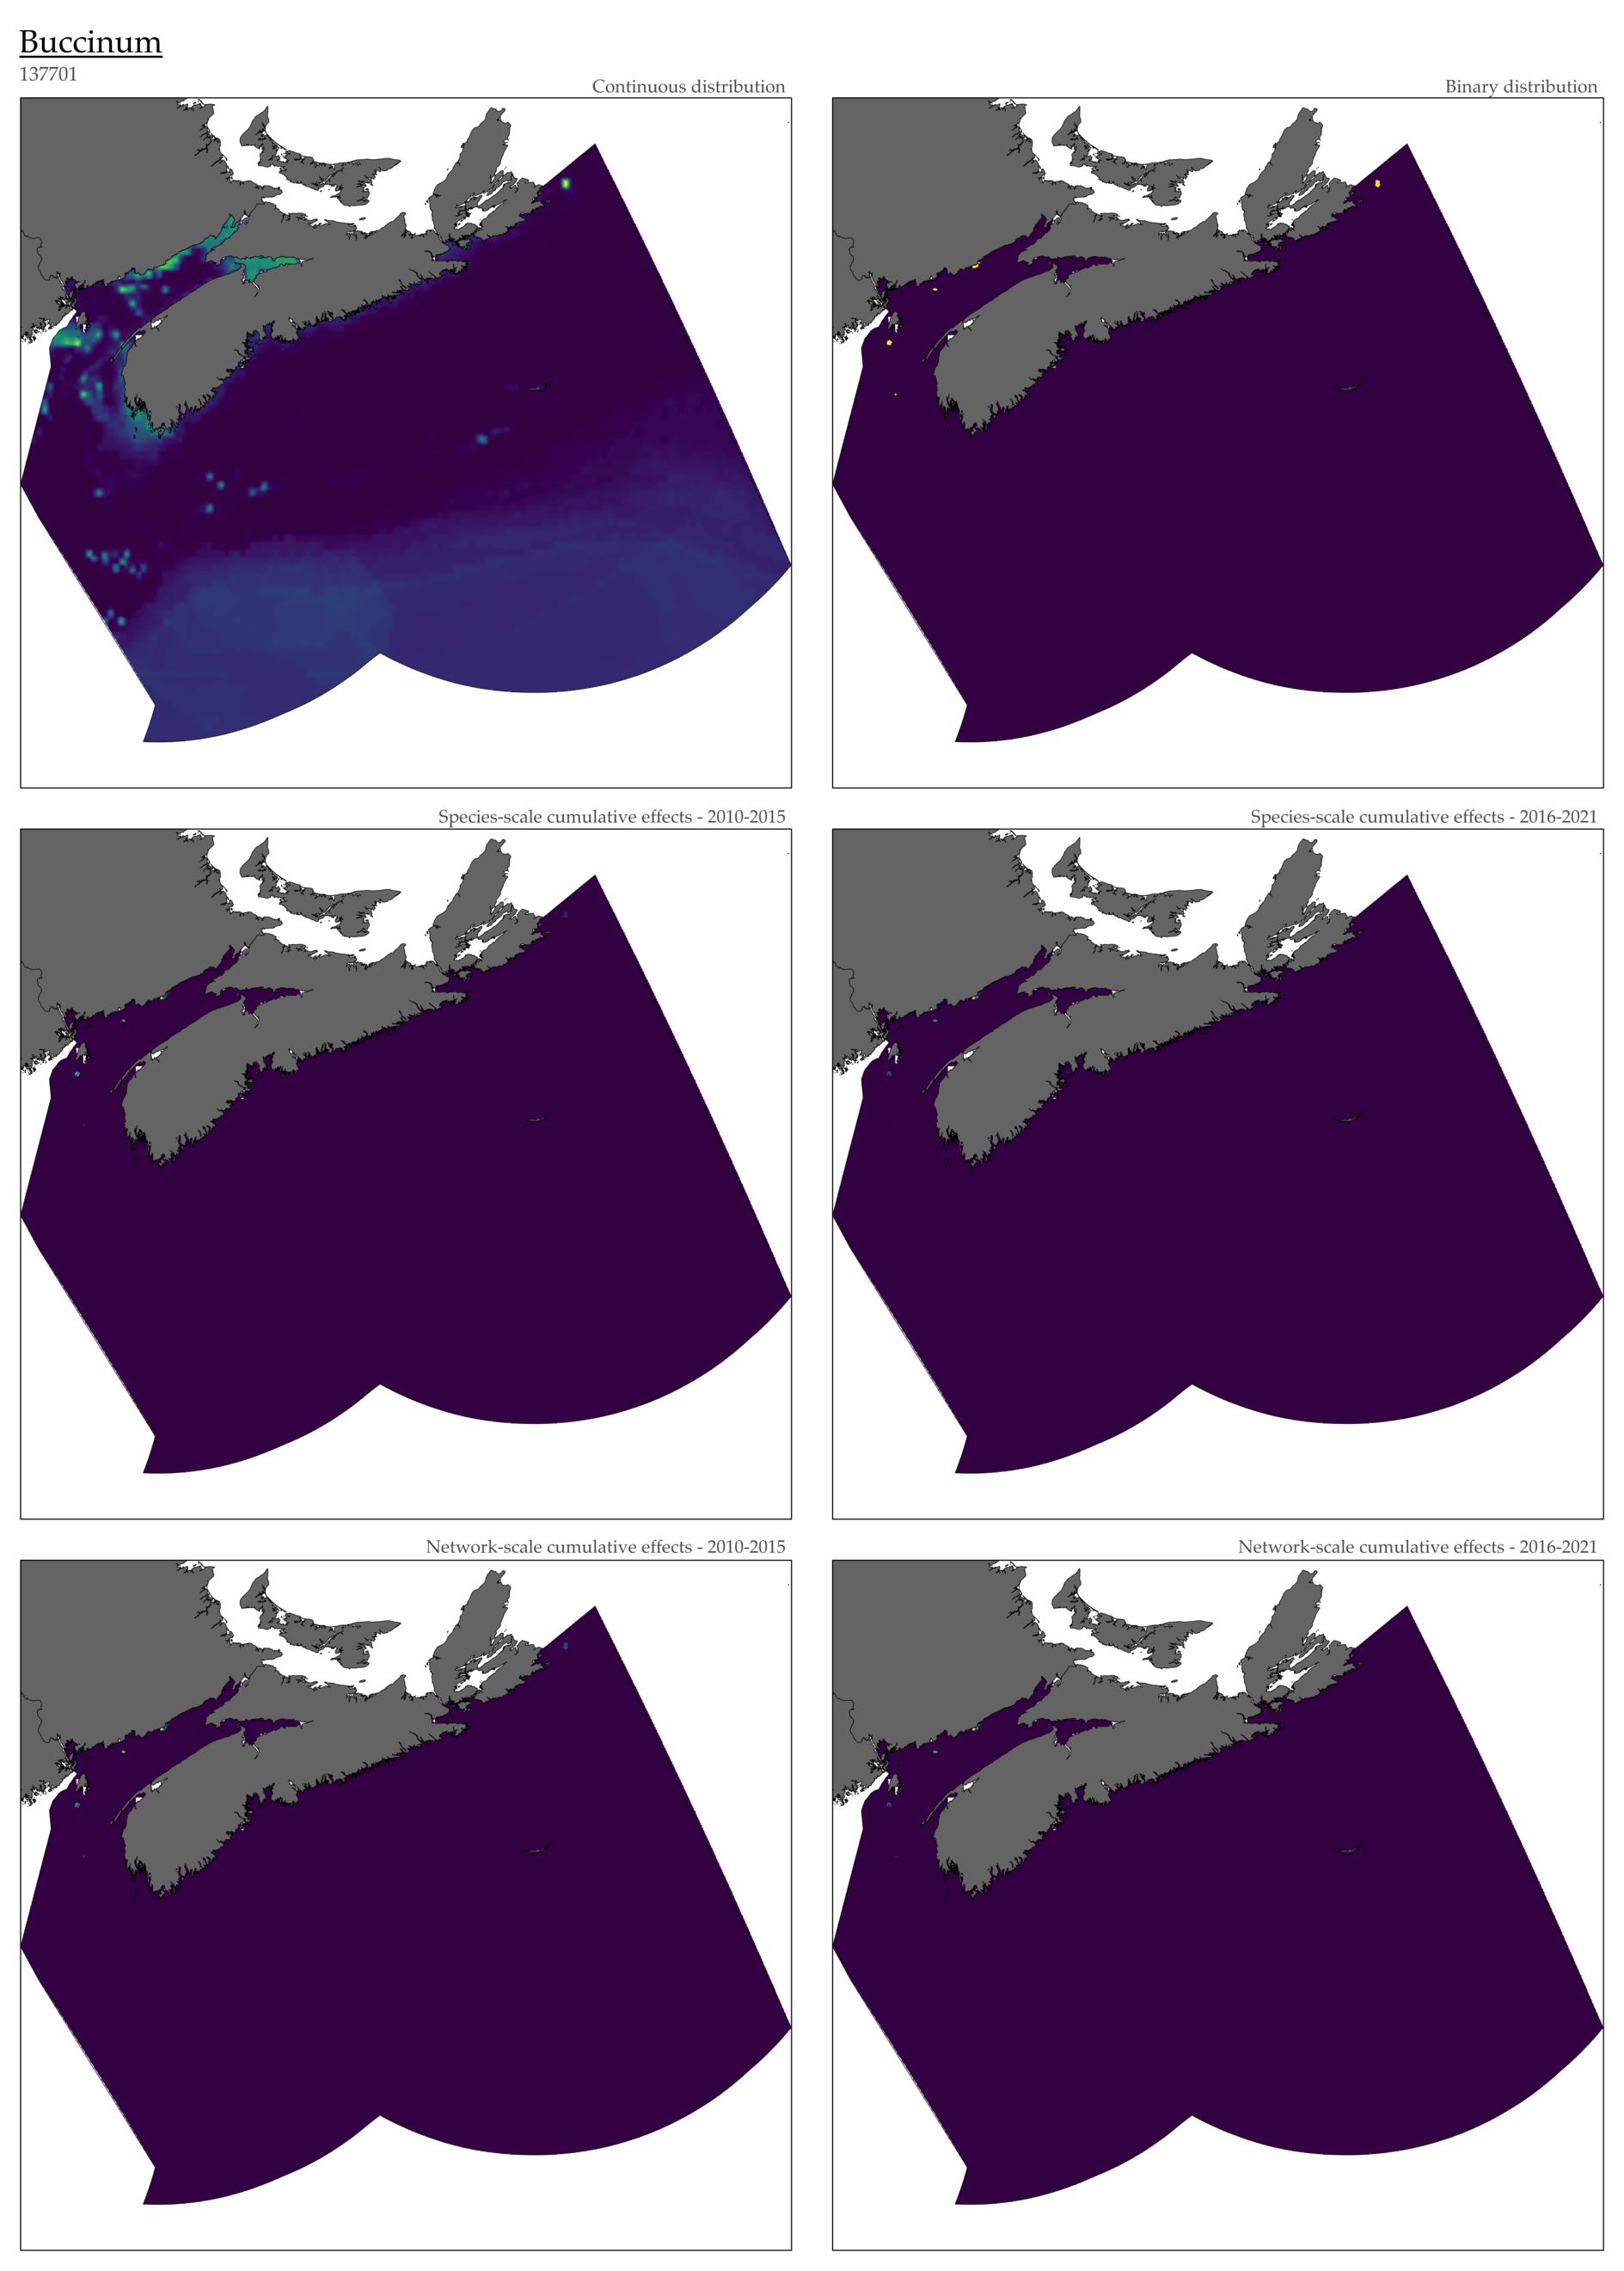 Buccinum
137701
Continuous distribution
Binary distribution
Species-scale cumulative effects - 2010-2015
Species-scale cumulative effects - 2016-2021
Network-scale cumulative effects - 2010-2015
Network-scale cumulative effects - 2016-2021